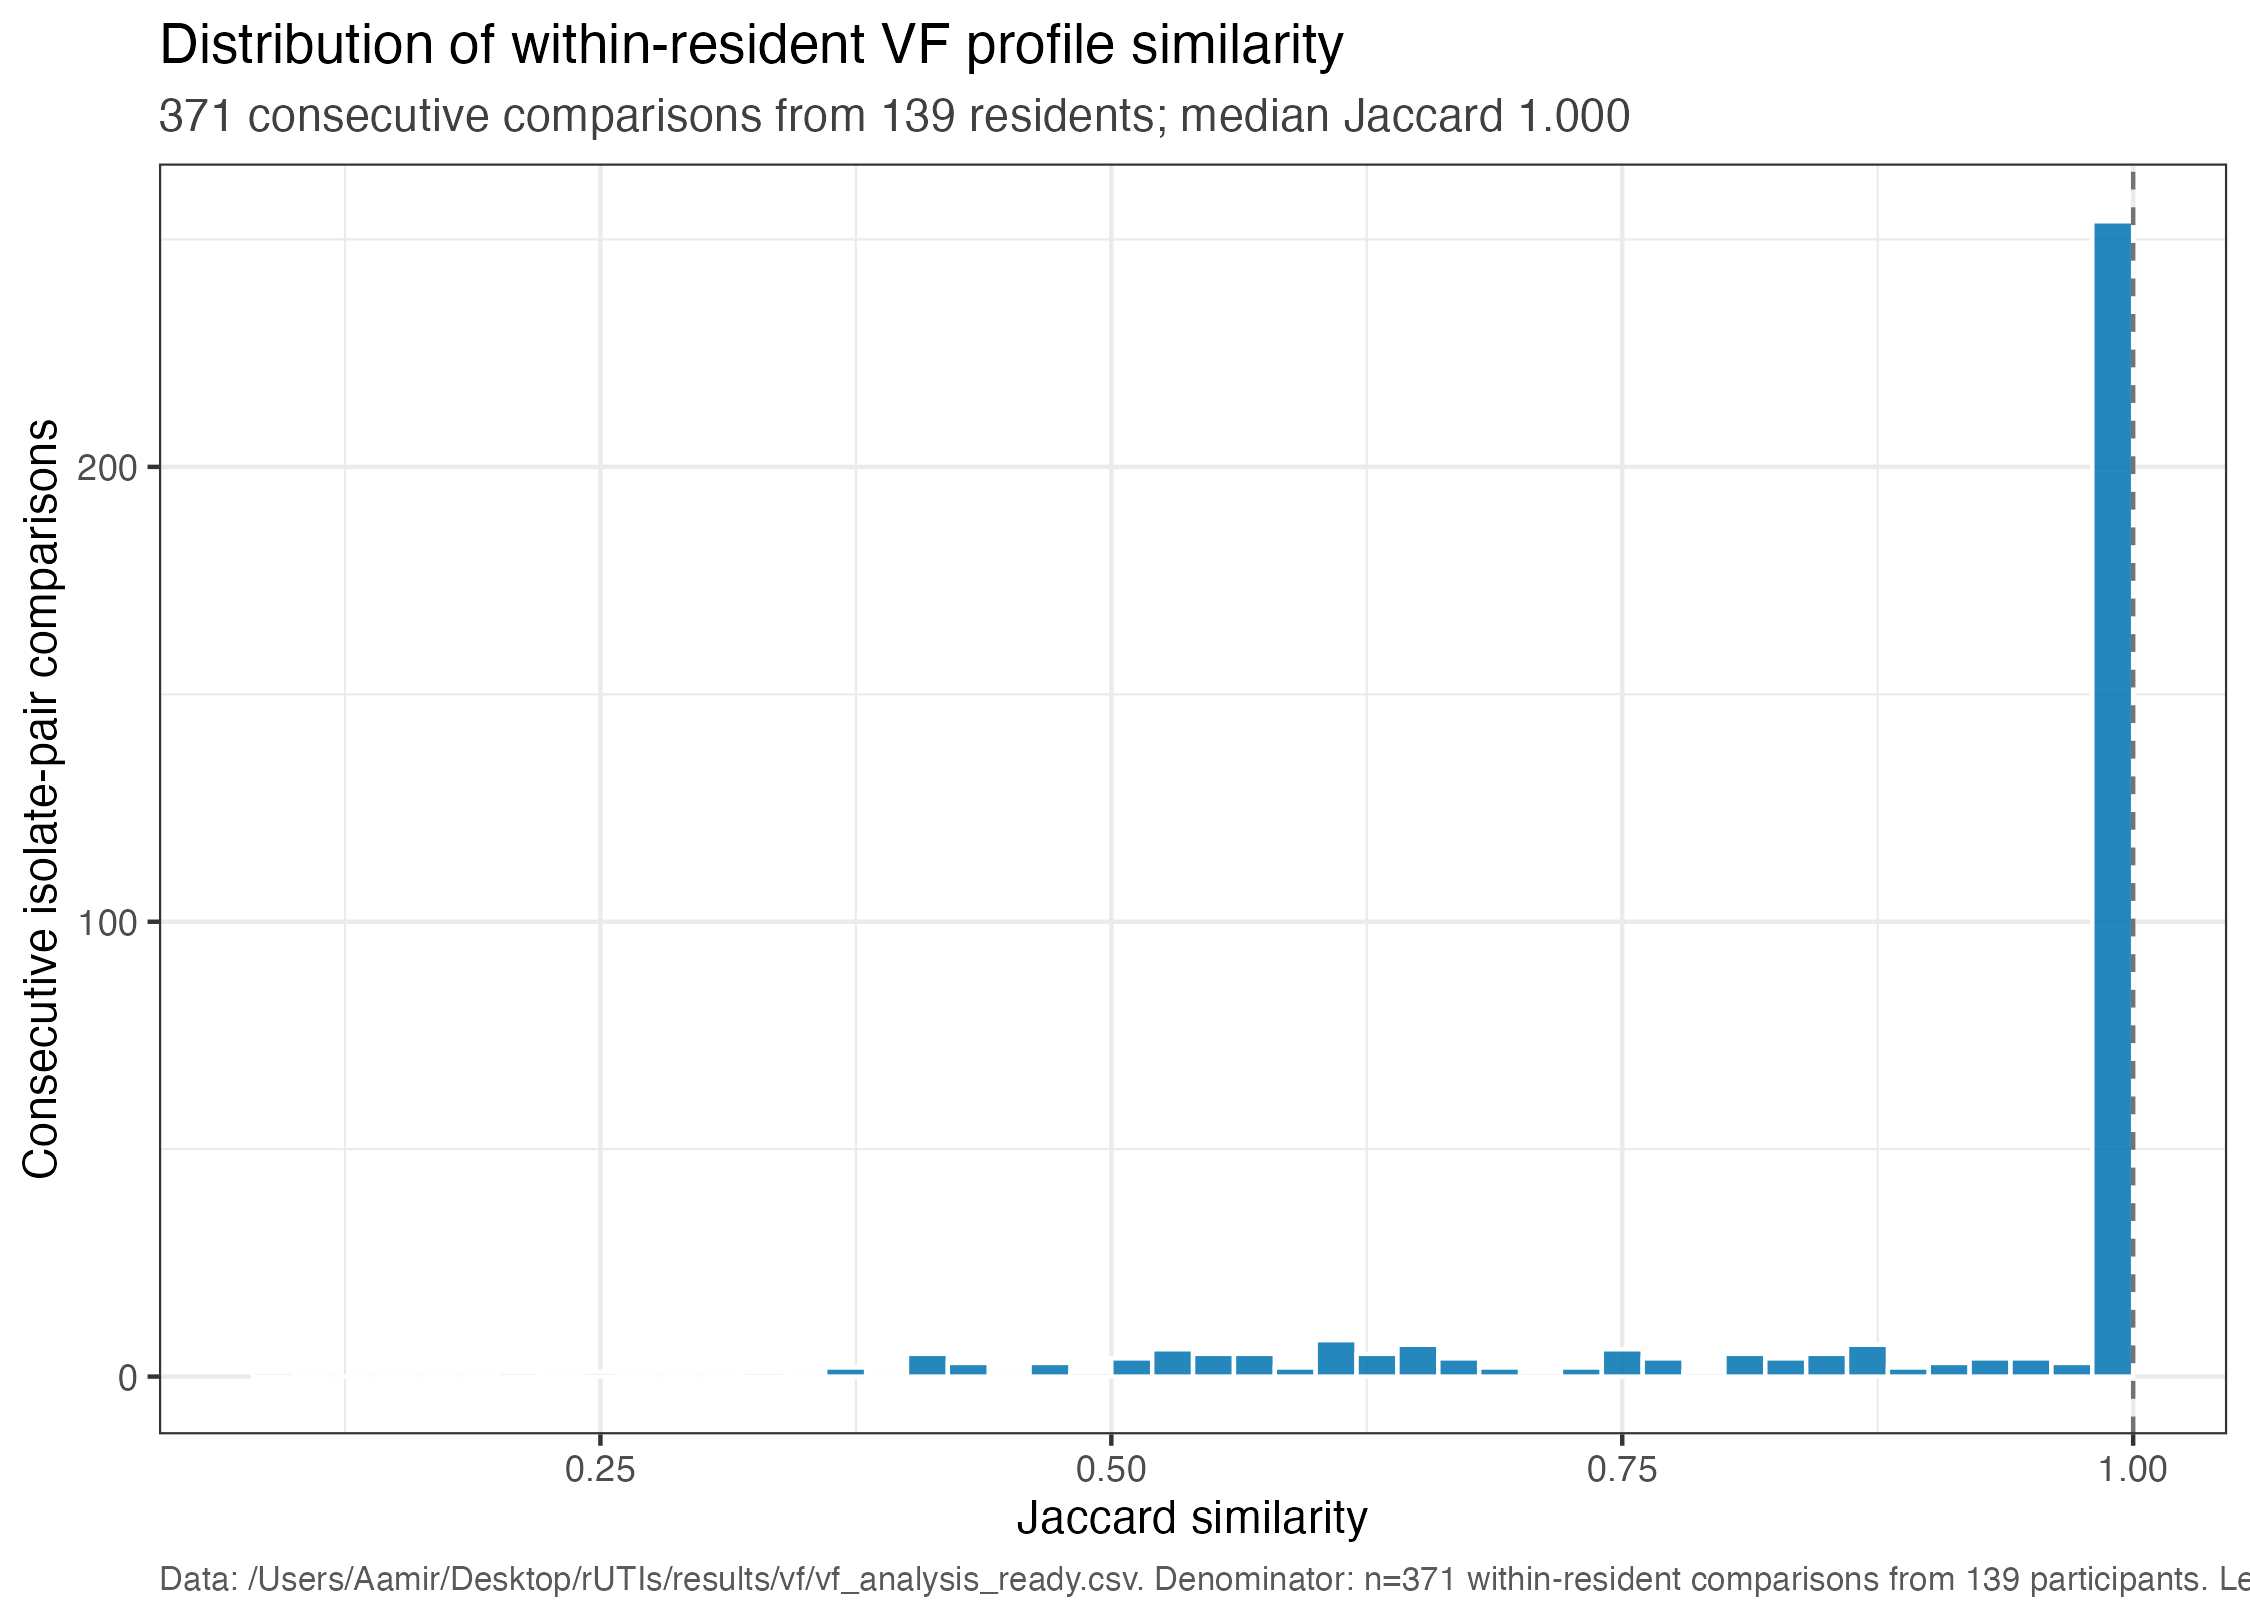 Distribution of within-resident VF profile similarity
371 consecutive comparisons from 139 residents; median Jaccard 1.000
Consecutive isolate-pair comparisons
200
100
0
0.25 0.50 0.75 1.00
Jaccard similarity
Data: /Users/Aamir/Desktop/rUTIs/results/vf/vf_analysis_ready.csv. Denominator: n=371 within-resident comparisons from 139 participants. Le